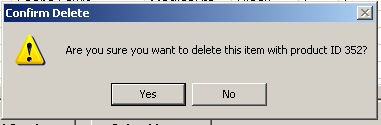 Confirm Delete
Are you sure you want to delete this item with product ID 352?
Yes
No